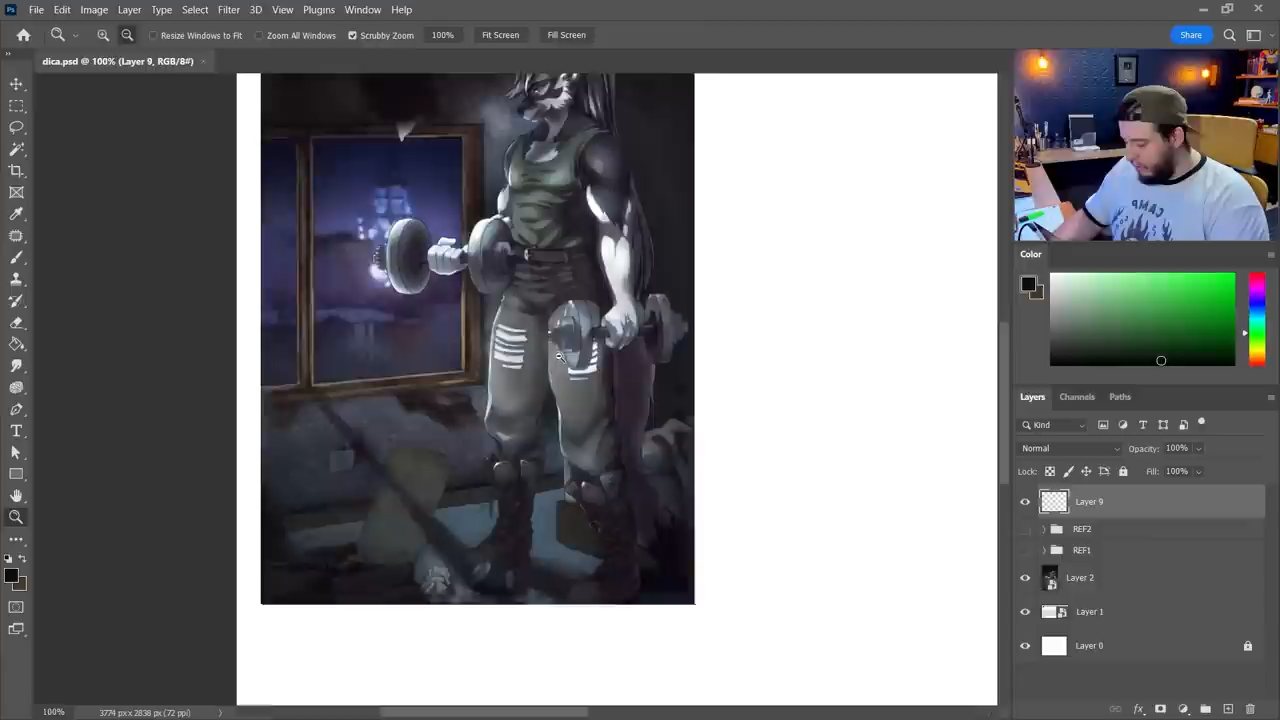 Ps File Edit Image Layer Type Select Filter 3D View Plugins Window Help
Resize Windows to Fit Zoom All Windows Scrubby Zoom 100% Fit Screen Fill Screen Share
dica.psd @ 100% (Layer 9, RGB/8#) ×
CAMP
Color
Layers Channels Paths
Kind
Normal Opacity: 100%
Lock: Fill: 100%
Layer 9
REF2
REF1
Layer 2
Layer 1
Layer 0
100% 3774 px x 2838 px (72 ppi)
fx